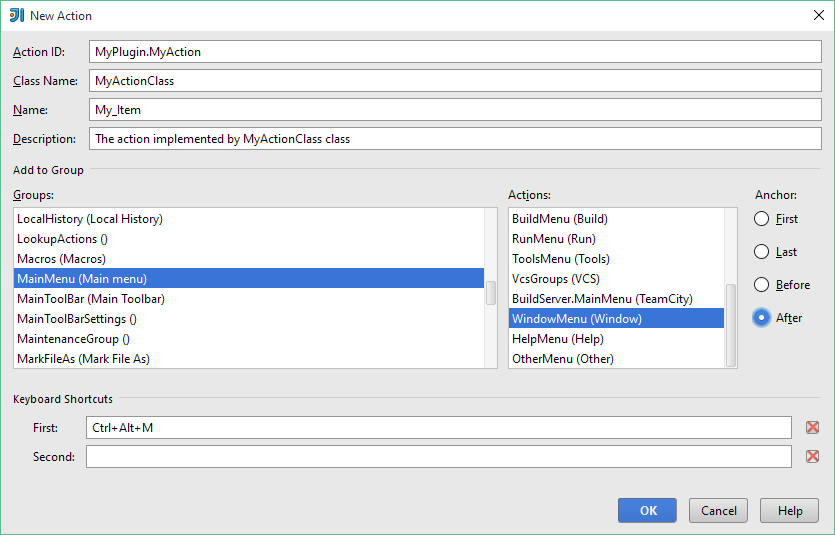 New Action
Action ID: MyPlugin.MyAction
Class Name: MyActionClass
Name: My_Item
Description: The action implemented by MyActionClass class
Add to Group
Groups:
LocalHistory (Local History)
LookupActions ()
Macros (Macros)
MainMenu (Main menu)
MainToolBar (Main Toolbar)
MainToolBarSettings ()
MaintenanceGroup ()
MarkFileAs (Mark File As)
Actions:
BuildMenu (Build)
RunMenu (Run)
ToolsMenu (Tools)
VcsGroups (VCS)
BuildServer.MainMenu (TeamCity)
WindowMenu (Window)
HelpMenu (Help)
OtherMenu (Other)
Anchor:
First
Last
Before
After
Keyboard Shortcuts
First: Ctrl+Alt+M
Second:
OK Cancel Help